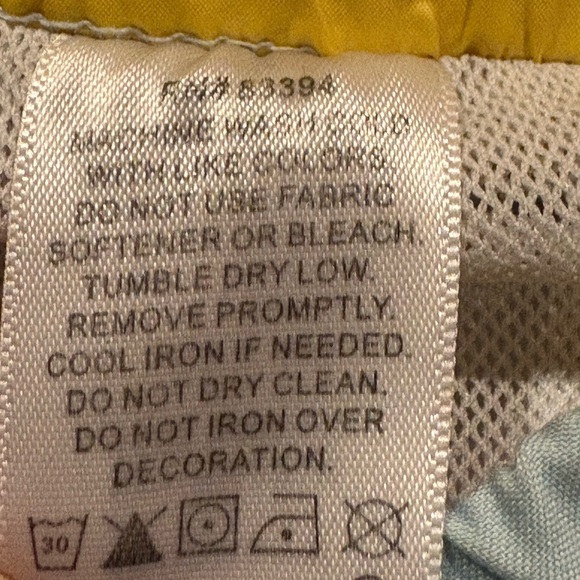 RN# 83394
MACHINE WASH COLD
WITH LIKE COLORS.
DO NOT USE FABRIC
SOFTENER OR BLEACH.
TUMBLE DRY LOW.
REMOVE PROMPTLY.
COOL IRON IF NEEDED.
DO NOT DRY CLEAN.
DO NOT IRON OVER
DECORATION.
30